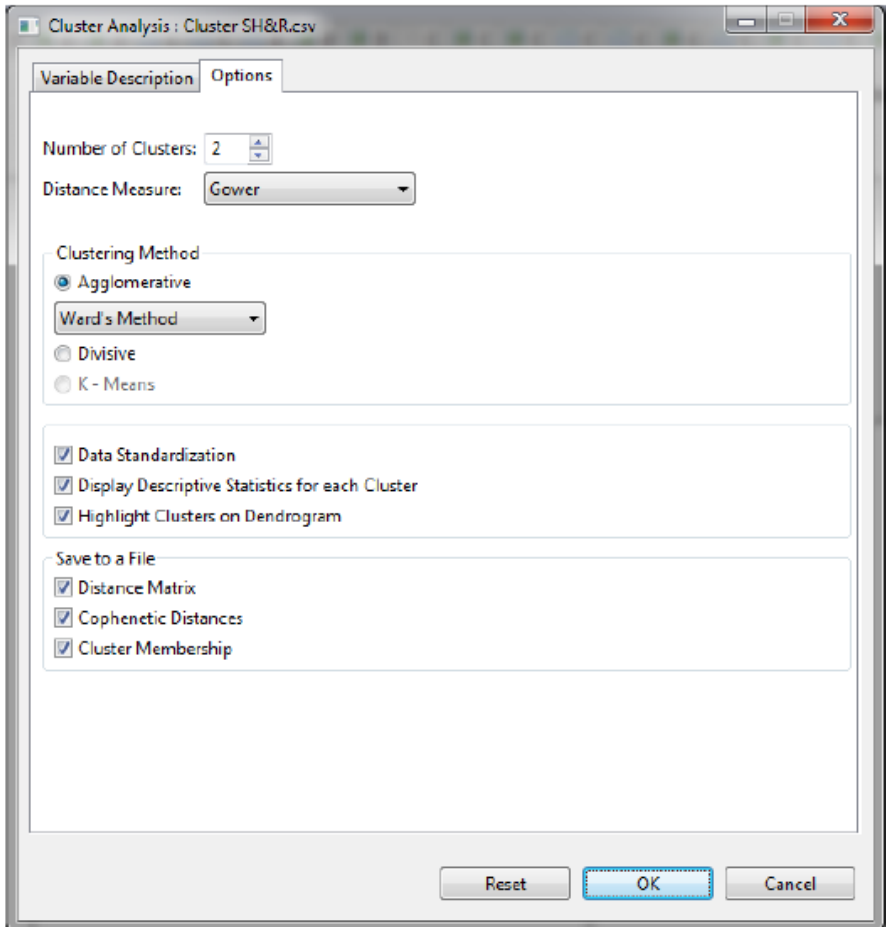 Cluster Analysis : Cluster SH&R.csv
Variable Description Options
Number of Clusters: 2
Distance Measure: Gower
Clustering Method
Agglomerative
Ward's Method
Divisive
K - Means
Data Standardization
Display Descriptive Statistics for each Cluster
Highlight Clusters on Dendrogram
Save to a File
Distance Matrix
Cophenetic Distances
Cluster Membership
Reset OK Cancel